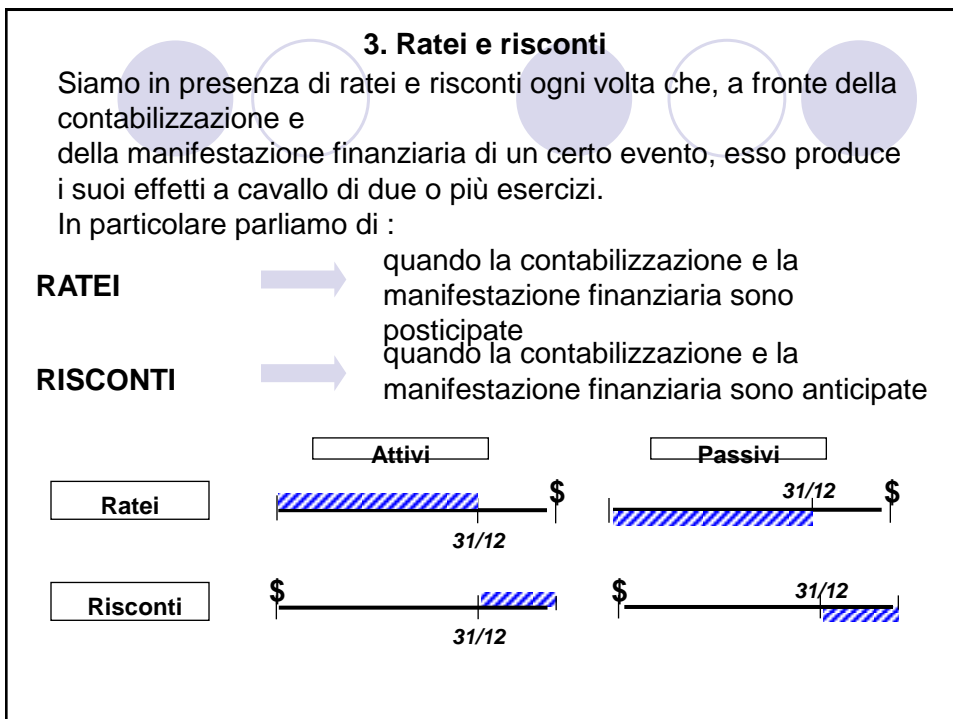 3. Ratei e risconti
Siamo in presenza di ratei e risconti ogni volta che, a fronte della
contabilizzazione e
della manifestazione finanziaria di un certo evento, esso produce
i suoi effetti a cavallo di due o più esercizi.
In particolare parliamo di :
RATEI
quando la contabilizzazione e la
manifestazione finanziaria sono
posticipate
RISCONTI
quando la contabilizzazione e la
manifestazione finanziaria sono anticipate
Attivi
Passivi
Ratei
$
31/12
31/12
$
Risconti
$
31/12
$
31/12